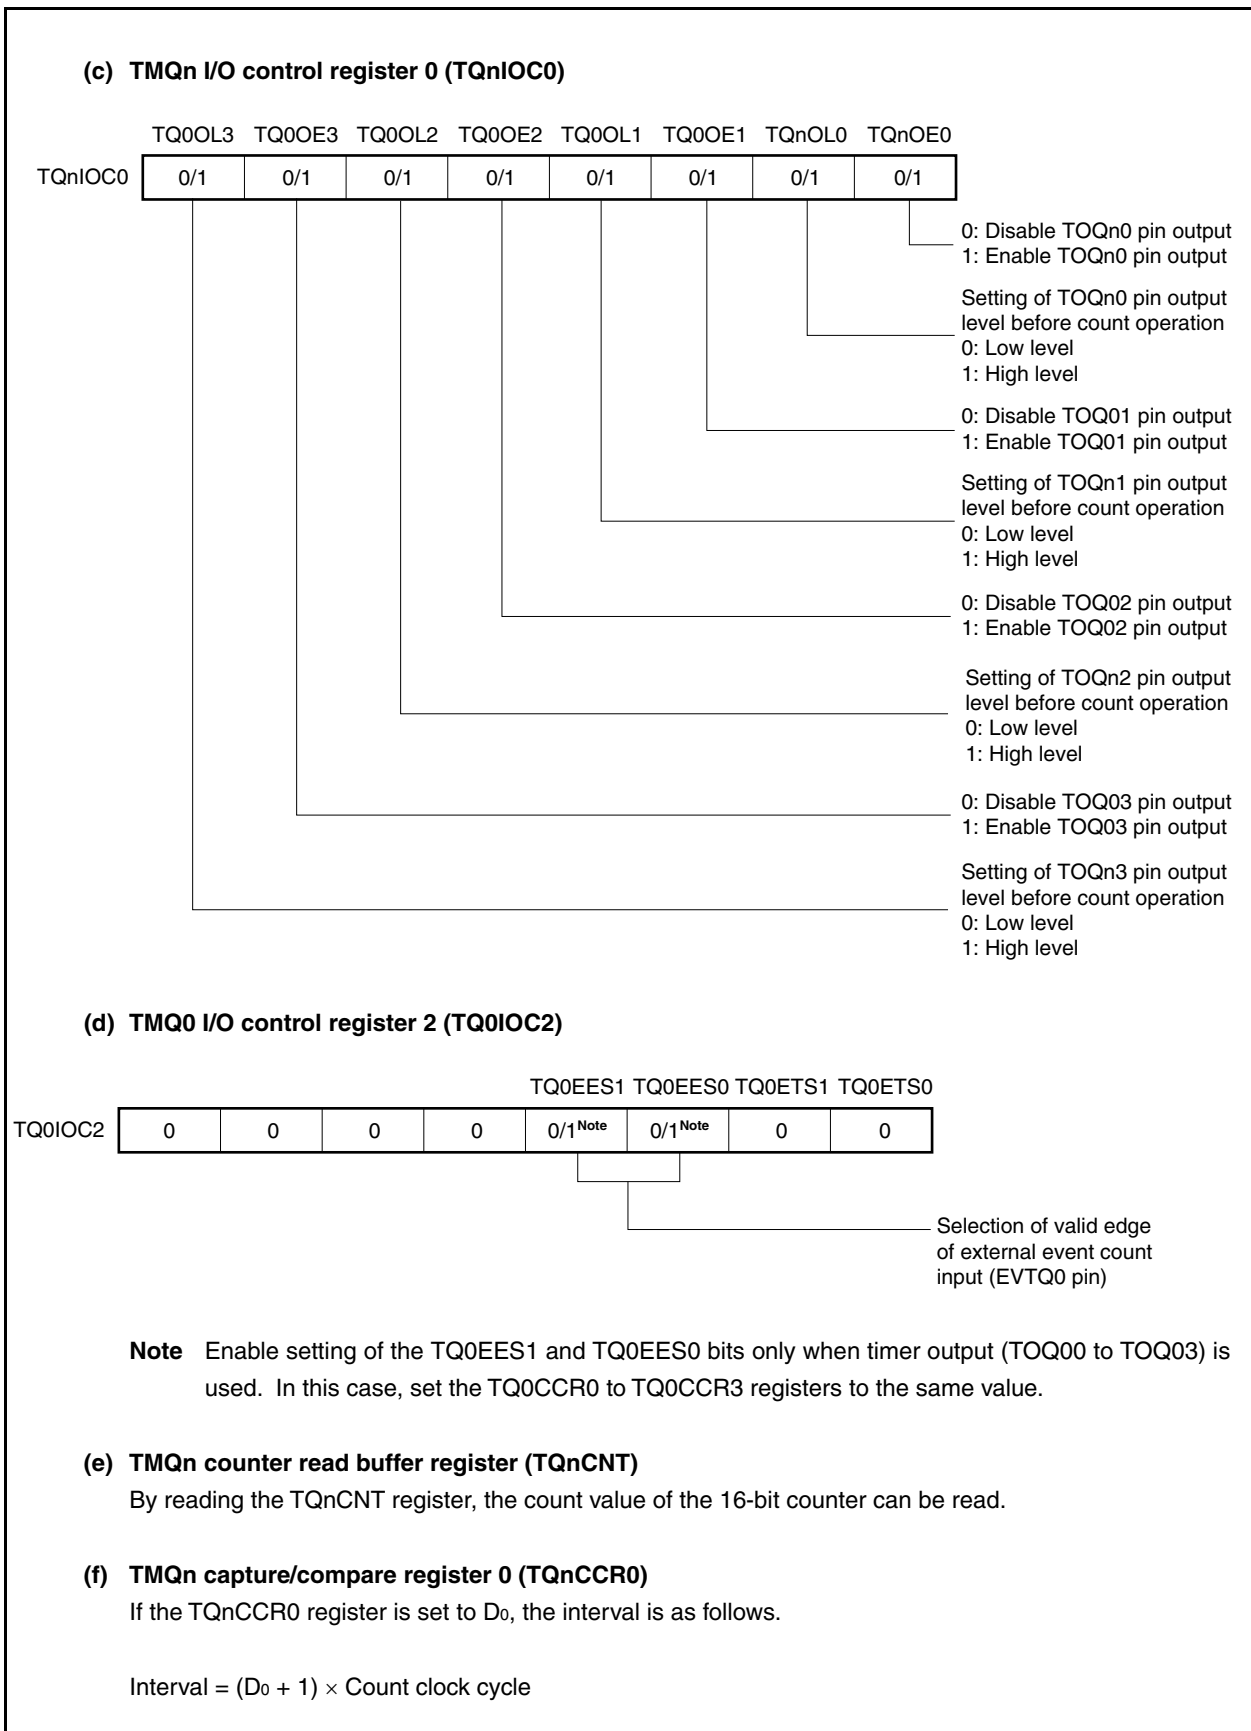 (c) TMQn I/O control register 0 (TQnIOC0)
TQ0OL3 TQ0OE3 TQ0OL2 TQ0OE2 TQ0OL1 TQ0OE1 TQnOL0 TQnOE0
TQnIOC0 0/1 0/1 0/1 0/1 0/1 0/1 0/1 0/1
0: Disable TOQn0 pin output
1: Enable TOQn0 pin output
Setting of TOQn0 pin output
level before count operation
0: Low level
1: High level
0: Disable TOQ01 pin output
1: Enable TOQ01 pin output
Setting of TOQn1 pin output
level before count operation
0: Low level
1: High level
0: Disable TOQ02 pin output
1: Enable TOQ02 pin output
Setting of TOQn2 pin output
level before count operation
0: Low level
1: High level
0: Disable TOQ03 pin output
1: Enable TOQ03 pin output
Setting of TOQn3 pin output
level before count operation
0: Low level
1: High level
(d) TMQ0 I/O control register 2 (TQ0IOC2)
TQ0EES1 TQ0EES0 TQ0ETS1 TQ0ETS0
TQ0IOC2 0 0 0 0 0/1Note 0/1Note 0 0
Selection of valid edge
of external event count
input (EVTQ0 pin)
Note Enable setting of the TQ0EES1 and TQ0EES0 bits only when timer output (TOQ00 to TOQ03) is
used. In this case, set the TQ0CCR0 to TQ0CCR3 registers to the same value.
(e) TMQn counter read buffer register (TQnCNT)
By reading the TQnCNT register, the count value of the 16-bit counter can be read.
(f) TMQn capture/compare register 0 (TQnCCR0)
If the TQnCCR0 register is set to D0, the interval is as follows.
Interval = (D0 + 1) × Count clock cycle